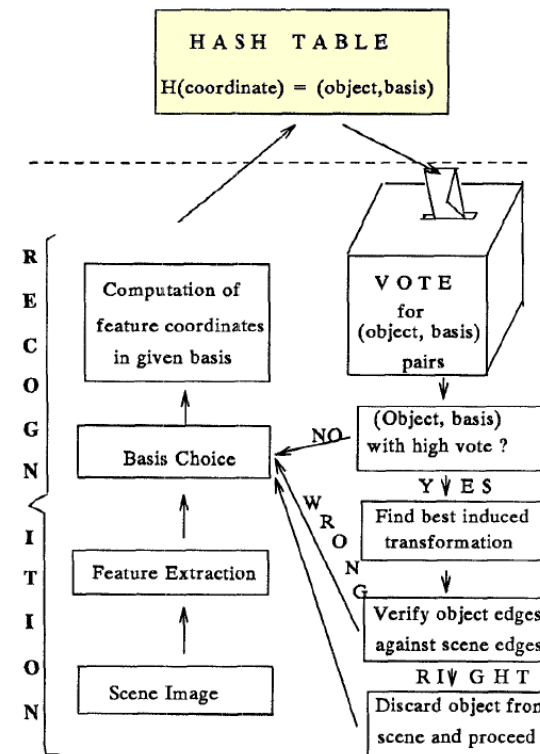 HASH TABLE
H(coordinate) = (object,basis)
RECOGNITION
Computation of
feature coordinates
in given basis
Basis Choice
Feature Extraction
Scene Image
VOTE
for
(object, basis)
pairs
(Object, basis)
with high vote ?
NO
YES
Find best induced
transformation
WRONG
Verify object edges
against scene edges
RIGHT
Discard object from
scene and proceed